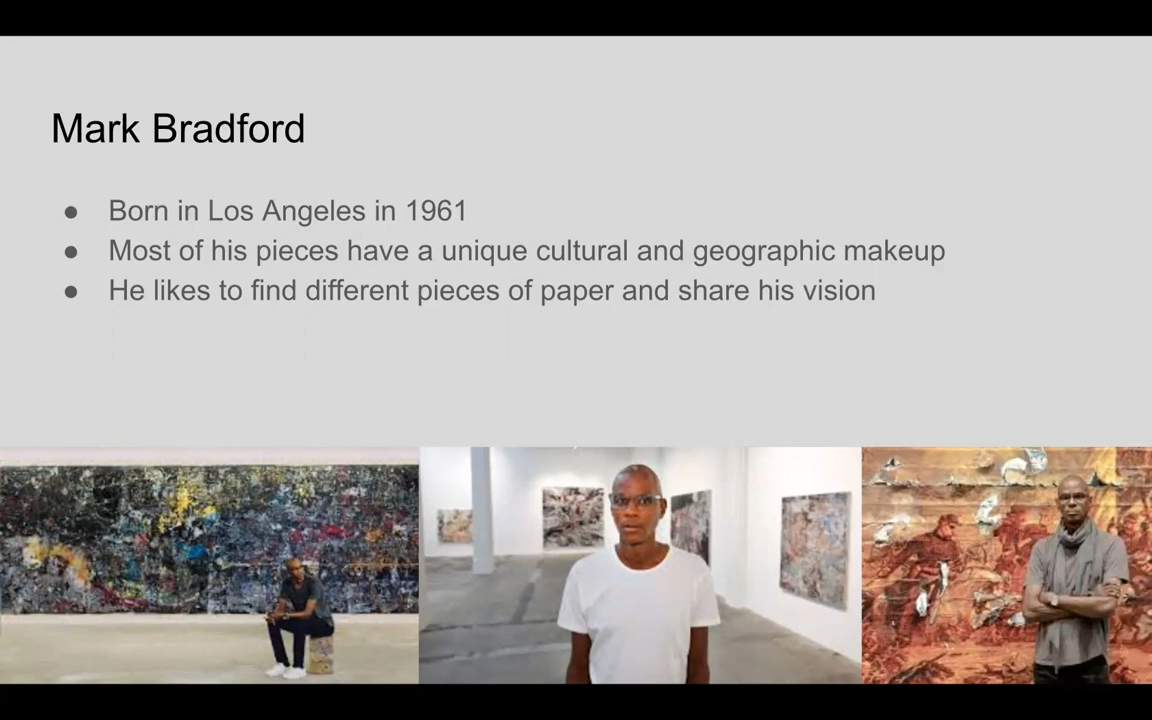 Mark Bradford
● Born in Los Angeles in 1961
● Most of his pieces have a unique cultural and geographic makeup
● He likes to find different pieces of paper and share his vision